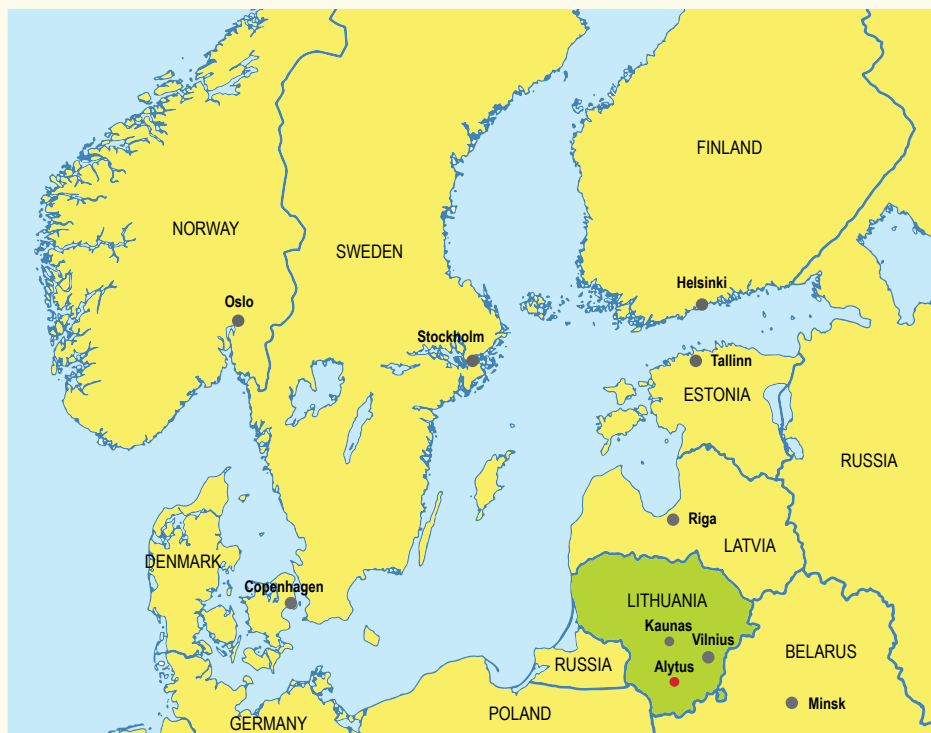 FINLAND
NORWAY
SWEDEN
Helsinki
Oslo
Stockholm
Tallinn
ESTONIA
RUSSIA
Riga
LATVIA
DENMARK
Copenhagen
LITHUANIA
Kaunas
Vilnius
BELARUS
RUSSIA
Alytus
Minsk
POLAND
GERMANY